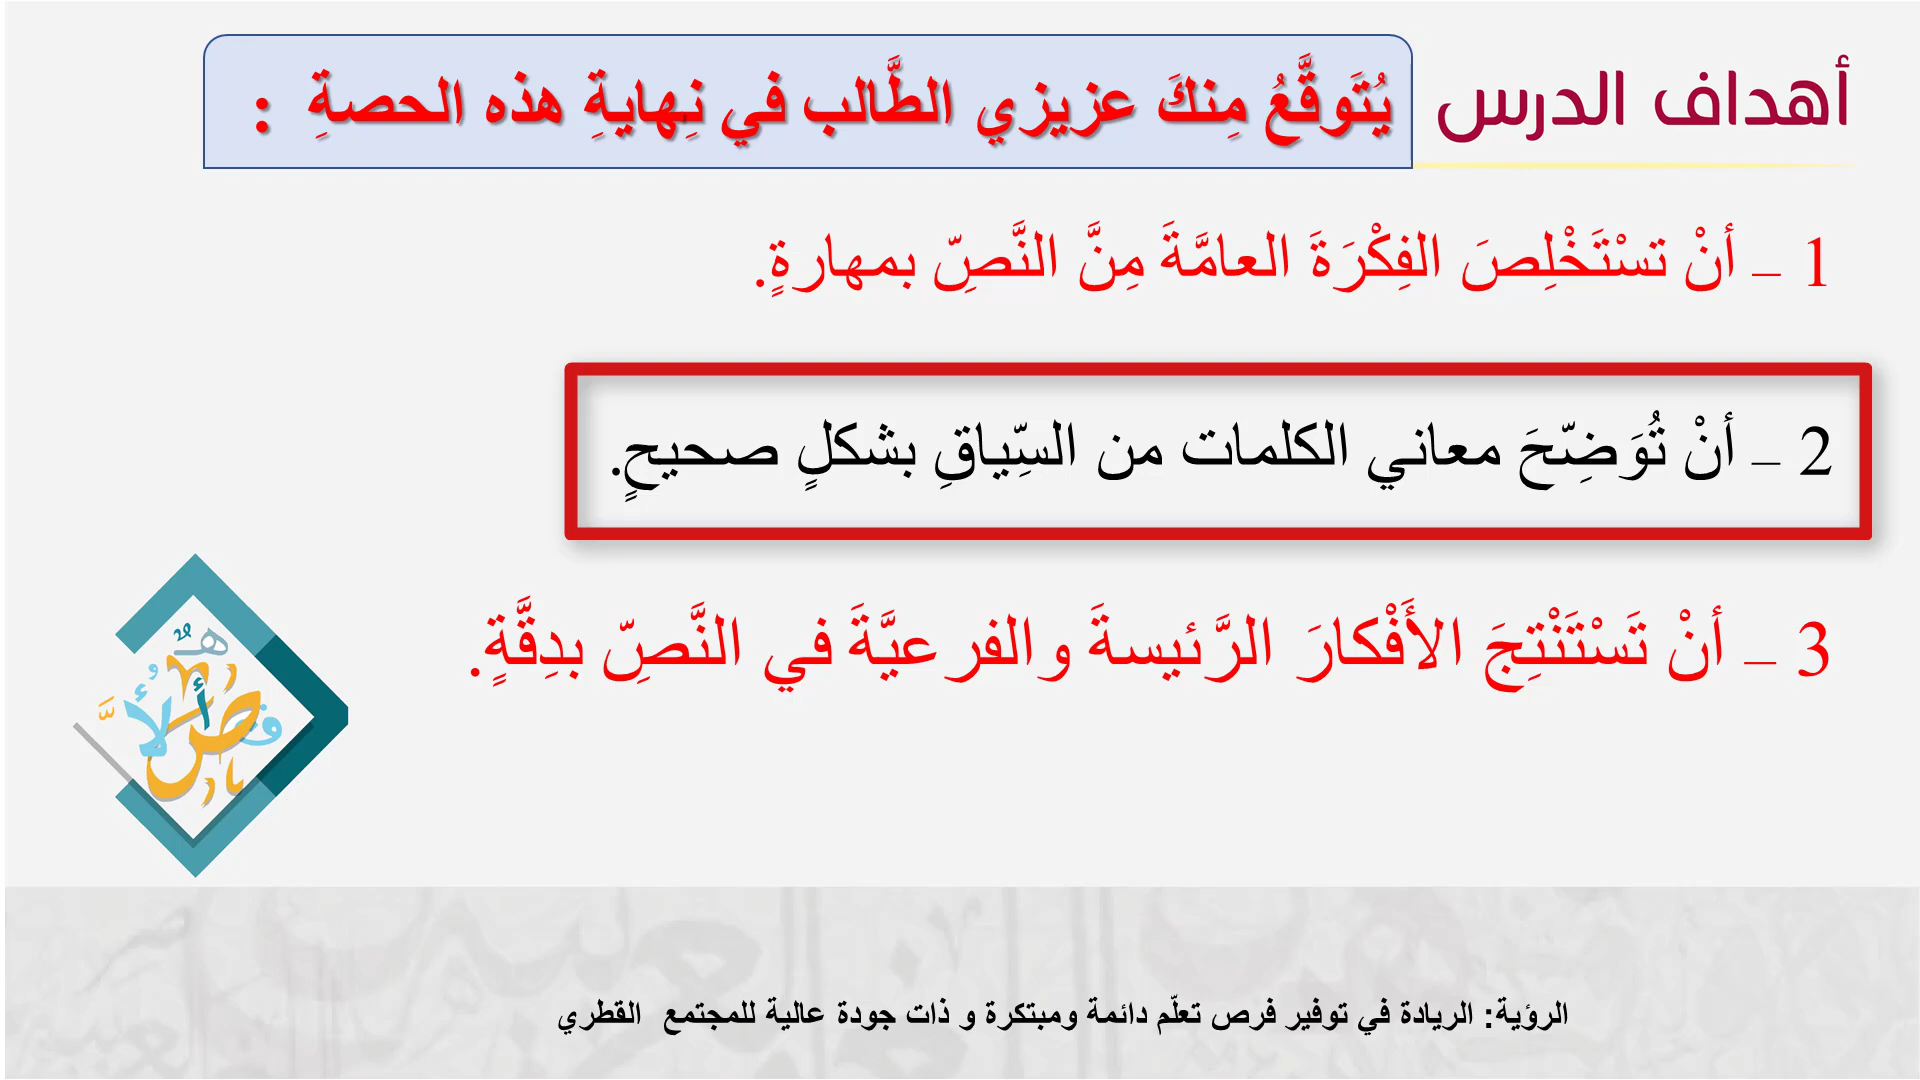 أهداف الدرس
يُتَوقَّعُ مِنكَ عزيزي الطَّالب في نِهايةِ هذه الحصةِ :
1 – أنْ تسْتَخْلِصَ الفِكْرَةَ العامَّةَ مِنَّ النَّصِّ بمهارةٍ.
2 – أنْ تُوَضِّحَ معاني الكلمات من السِّياقِ بشكلٍ صحيحٍ.
3 – أنْ تَسْتَنْتِجَ الأَفْكارَ الرَّئيسةَ والفرعيَّةَ في النَّصِّ بدِقَّةٍ.
الرؤية: الريادة في توفير فرص تعلّم دائمة ومبتكرة و ذات جودة عالية للمجتمع القطري